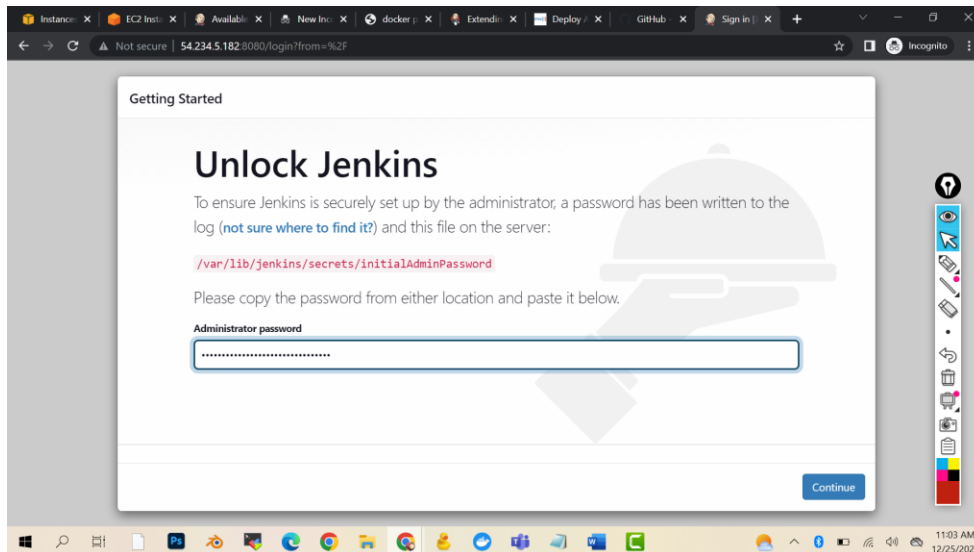 Instances
EC2 Insta
Available
New Inc
docker p
Extendin
Deploy
GitHub
Sign in [
Not secure
54.234.5.182:8080/login?from=%2F
Incognito
Getting Started
Unlock Jenkins
To ensure Jenkins is securely set up by the administrator, a password has been written to the
log (not sure where to find it?) and this file on the server:
/var/lib/jenkins/secrets/initialAdminPassword
Please copy the password from either location and paste it below.
Administrator password
Continue
Ps
W
11:03 AM